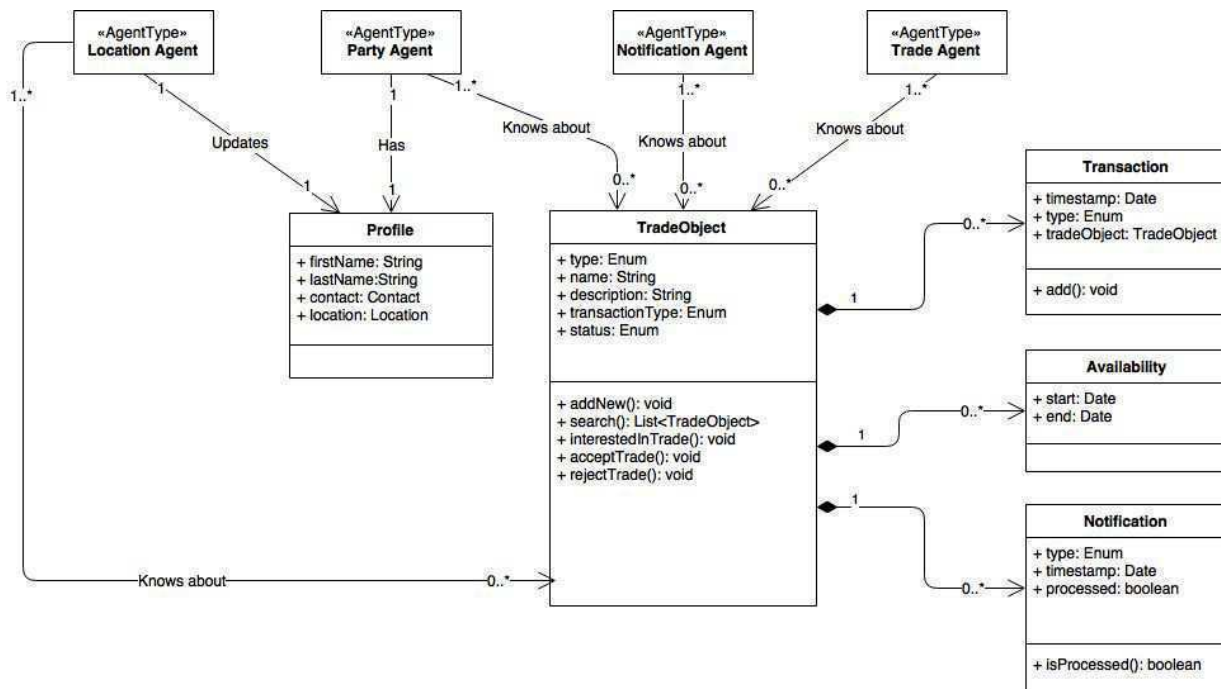 «AgentType»
Location Agent
«AgentType»
Party Agent
«AgentType»
Notification Agent
«AgentType»
Trade Agent
1..*
1
Updates
1
1
Has
1
1..*
Knows about
0..*
1..*
Knows about
0..*
1..*
Knows about
0..*
Profile
+ firstName: String
+ lastName:String
+ contact: Contact
+ location: Location
TradeObject
+ type: Enum
+ name: String
+ description: String
+ transactionType: Enum
+ status: Enum
+ addNew(): void
+ search(): List<TradeObject>
+ interestedInTrade(): void
+ acceptTrade(): void
+ rejectTrade(): void
Knows about
0..*
1
0..*
Transaction
+ timestamp: Date
+ type: Enum
+ tradeObject: TradeObject
+ add(): void
1
0..*
Availability
+ start: Date
+ end: Date
1
0..*
Notification
+ type: Enum
+ timestamp: Date
+ processed: boolean
+ isProcessed(): boolean